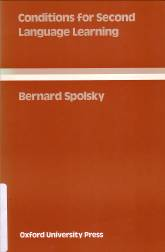 Conditions for Second
Language Learning
Bernard Spolsky
Oxford University Press